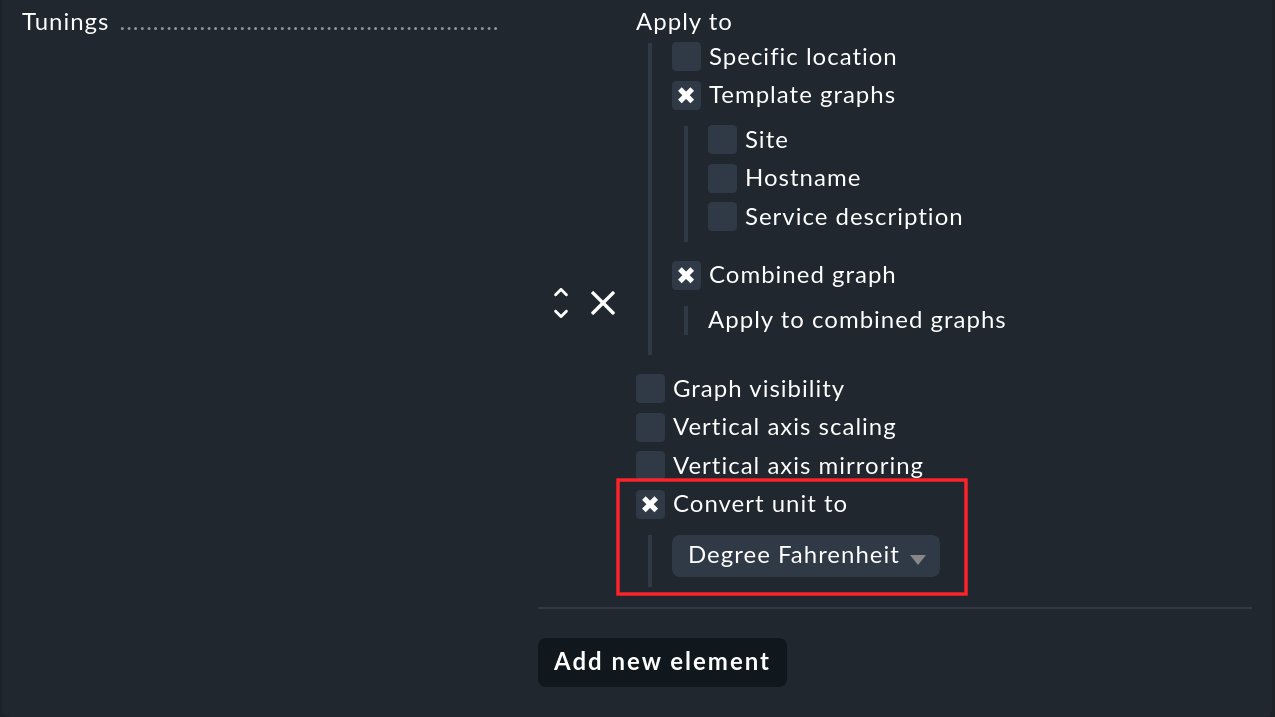 Tunings
Apply to
Specific location
Template graphs
Site
Hostname
Service description
Combined graph
Apply to combined graphs
Graph visibility
Vertical axis scaling
Vertical axis mirroring
Convert unit to
Degree Fahrenheit
Add new element